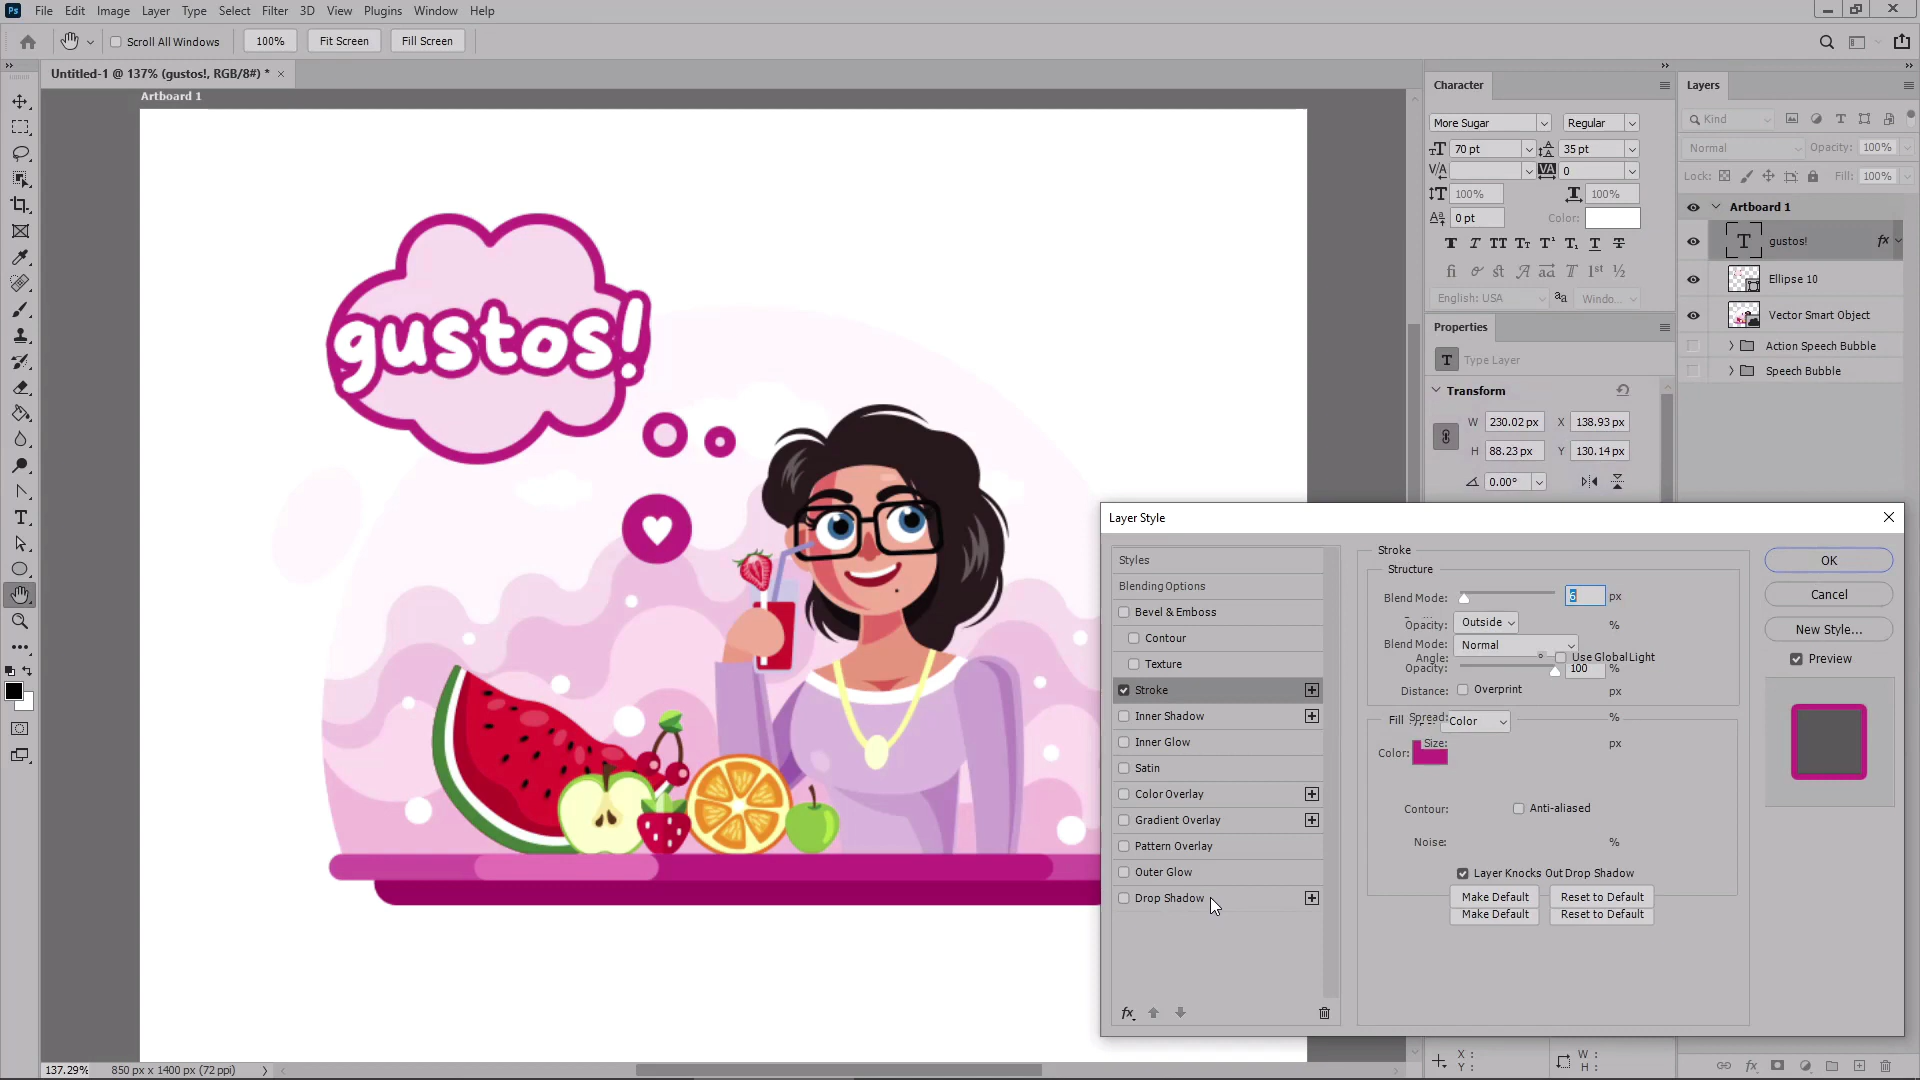 Ps File Edit Image Layer Type Select Filter 3D View Plugins Window Help
Scroll All Windows 100% Fit Screen Fill Screen
Untitled-1 @ 137% (gustos!, RGB/8#) *
Artboard 1
gustos!
137.29% 850 px x 1400 px (72 ppi)
Character
More Sugar Regular
70 pt 35 pt
0
100% 100%
0 pt Color:
English: USA Windo...
Properties
Type Layer
Transform
W 230.02 px X 138.93 px
H 88.23 px Y 130.14 px
0.00°
X :
Y :
W :
H :
Layers
Kind
Normal Opacity: 100%
Lock: Fill: 100%
Artboard 1
gustos! fx
Ellipse 10
Vector Smart Object
Action Speech Bubble
Speech Bubble
Layer Style
Styles
Blending Options
Bevel & Emboss
Contour
Texture
Stroke
Inner Shadow
Inner Glow
Satin
Color Overlay
Gradient Overlay
Pattern Overlay
Outer Glow
Drop Shadow
fx
Stroke
Structure
Blend Mode: 6 px
Opacity: Outside %
Blend Mode: Normal
Angle: ° Use Global Light
Opacity: 100 %
Distance: Overprint px
Fill Spread: Color %
Color: Size: px
Contour: Anti-aliased
Noise: %
Layer Knocks Out Drop Shadow
Make Default Reset to Default
Make Default Reset to Default
OK
Cancel
New Style...
Preview